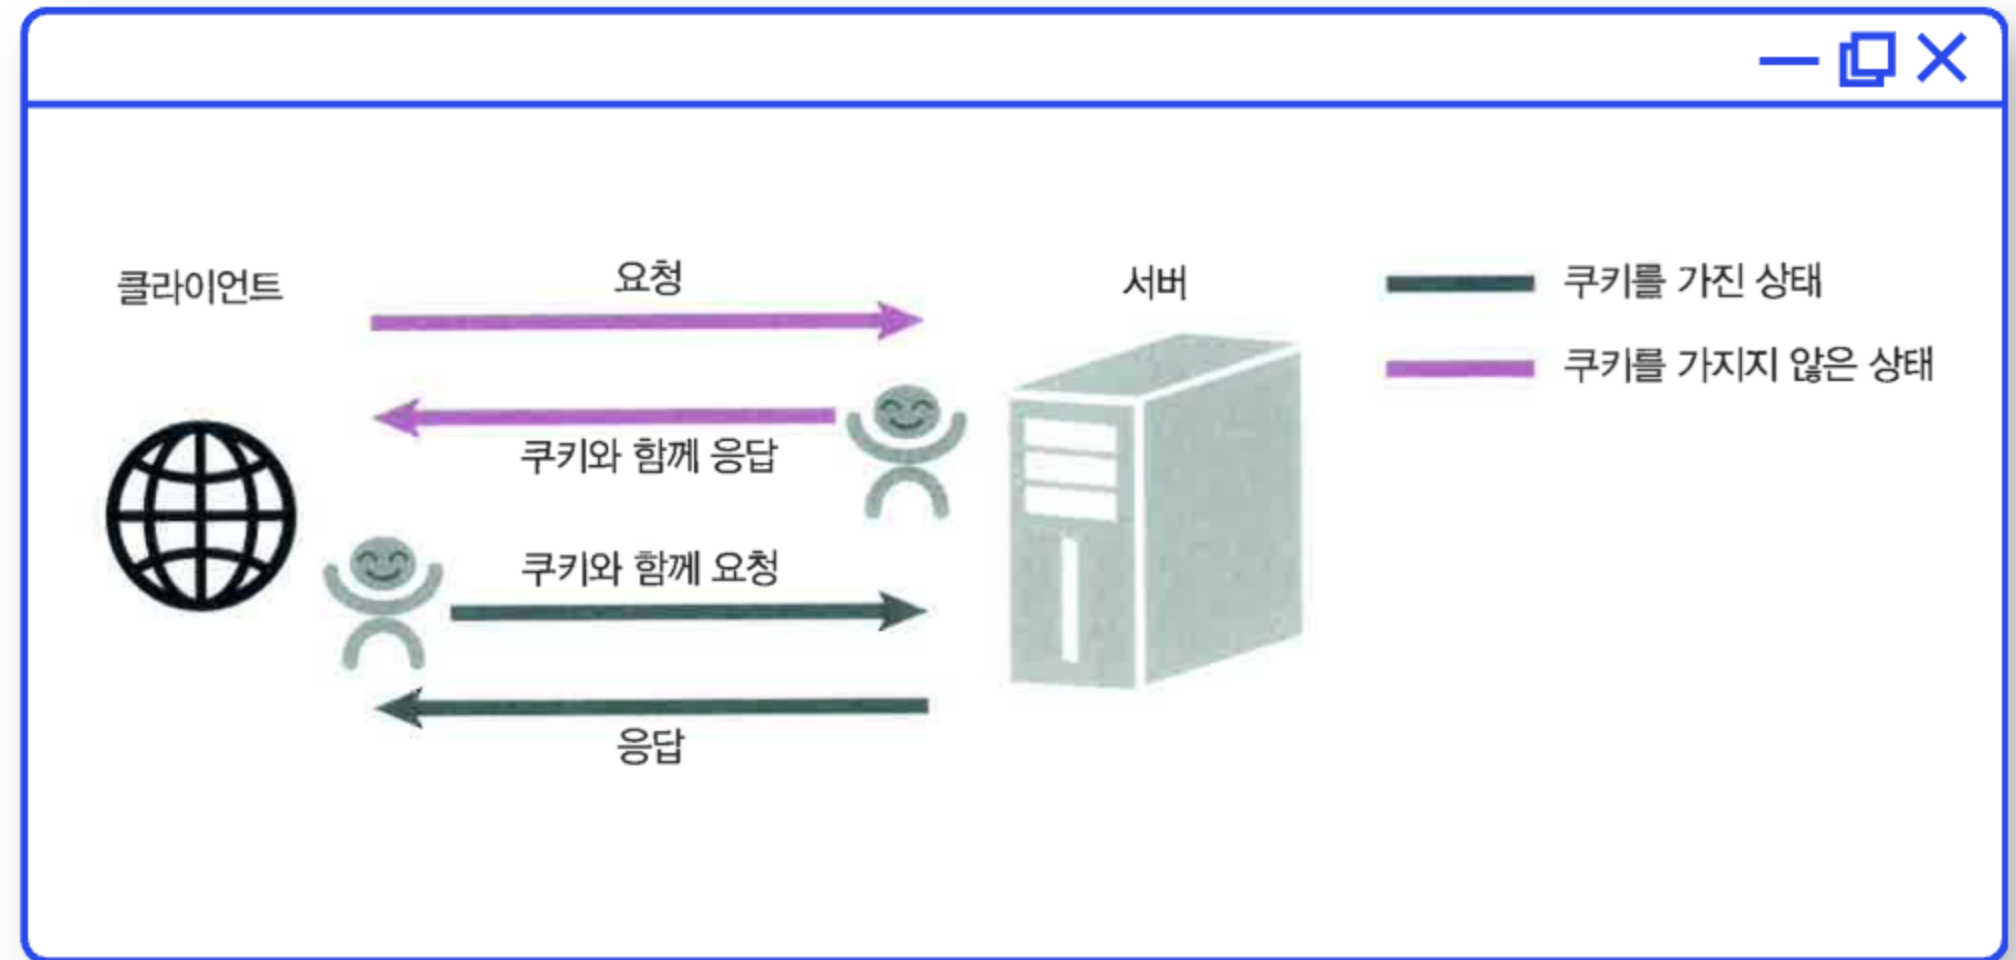 클라이언트
요청
서버
쿠키를 가진 상태
쿠키를 가지지 않은 상태
쿠키와 함께 응답
쿠키와 함께 요청
응답